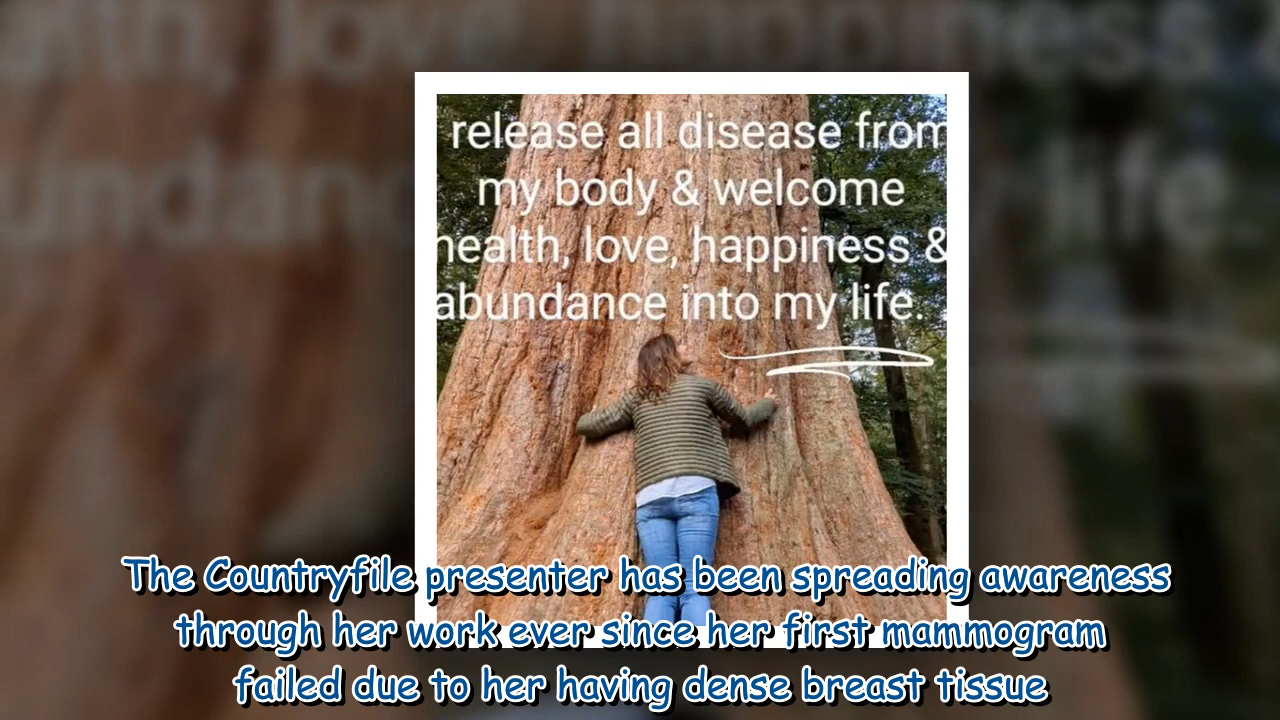 release all disease from
my body & welcome
health, love, happiness &
abundance into my life.
The Countryfile presenter has been spreading awareness
through her work ever since her first mammogram
failed due to her having dense breast tissue